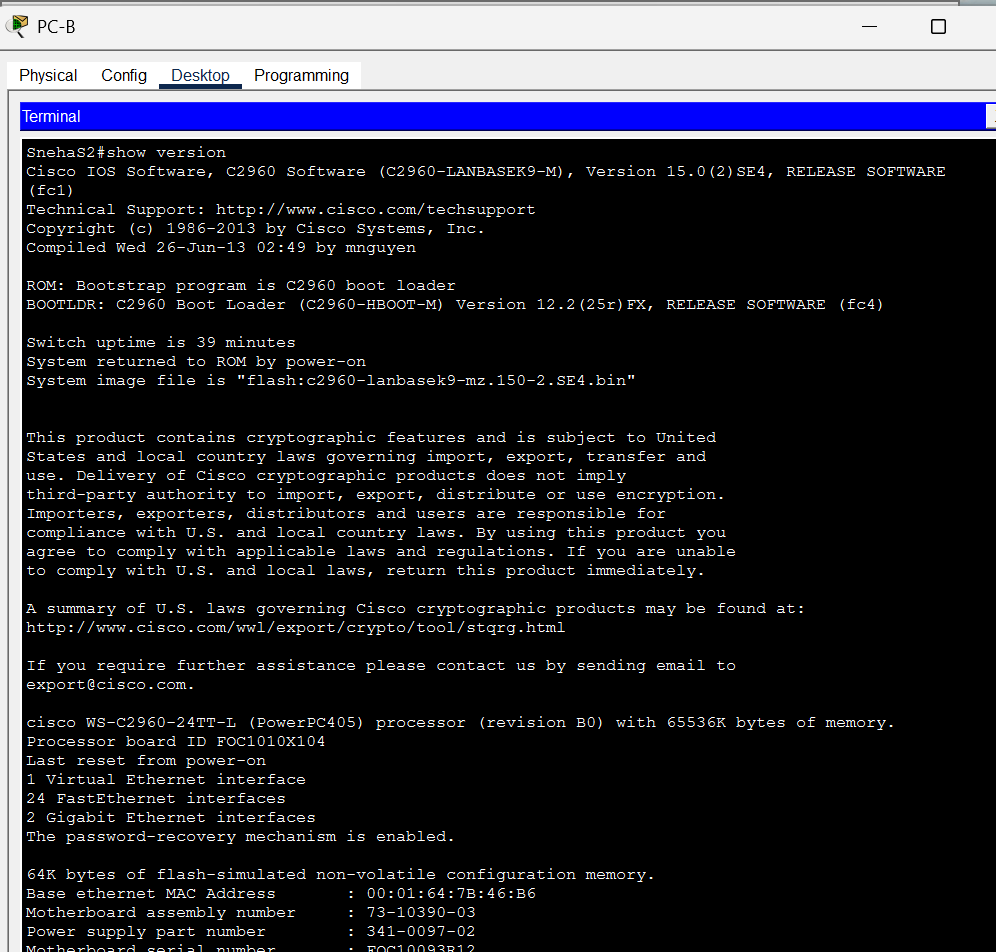 PC-B
Physical Config Desktop Programming
Terminal
SnehaS2#show version
Cisco IOS Software, C2960 Software (C2960-LANBASEK9-M), Version 15.0(2)SE4, RELEASE SOFTWARE
(fc1)
Technical Support: http://www.cisco.com/techsupport
Copyright (c) 1986-2013 by Cisco Systems, Inc.
Compiled Wed 26-Jun-13 02:49 by mnguyen
ROM: Bootstrap program is C2960 boot loader
BOOTLDR: C2960 Boot Loader (C2960-HBOOT-M) Version 12.2(25r)FX, RELEASE SOFTWARE (fc4)
Switch uptime is 39 minutes
System returned to ROM by power-on
System image file is "flash:c2960-lanbasek9-mz.150-2.SE4.bin"
This product contains cryptographic features and is subject to United
States and local country laws governing import, export, transfer and
use. Delivery of Cisco cryptographic products does not imply
third-party authority to import, export, distribute or use encryption.
Importers, exporters, distributors and users are responsible for
compliance with U.S. and local country laws. By using this product you
agree to comply with applicable laws and regulations. If you are unable
to comply with U.S. and local laws, return this product immediately.
A summary of U.S. laws governing Cisco cryptographic products may be found at:
http://www.cisco.com/wwl/export/crypto/tool/stqrg.html
If you require further assistance please contact us by sending email to
export@cisco.com.
cisco WS-C2960-24TT-L (PowerPC405) processor (revision B0) with 65536K bytes of memory.
Processor board ID FOC1010X104
Last reset from power-on
1 Virtual Ethernet interface
24 FastEthernet interfaces
2 Gigabit Ethernet interfaces
The password-recovery mechanism is enabled.
64K bytes of flash-simulated non-volatile configuration memory.
Base ethernet MAC Address : 00:01:64:7B:46:B6
Motherboard assembly number : 73-10390-03
Power supply part number : 341-0097-02
Motherboard serial number : FOC10093R12